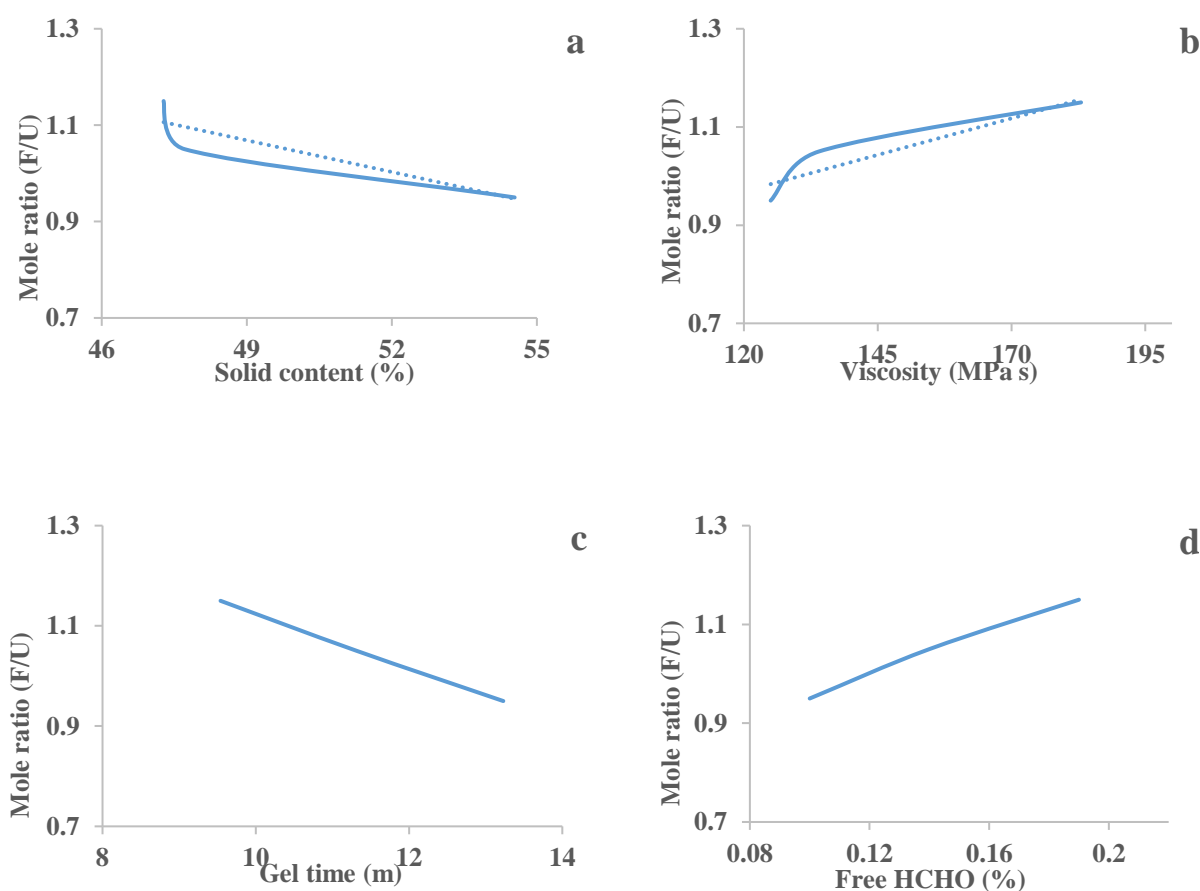 a
1.3
1.1
0.9
0.7
Mole ratio (F/U)
46 49 52 55
Solid content (%)
b
1.3
1.1
0.9
0.7
Mole ratio (F/U)
120 145 170 195
Viscosity (MPa s)
c
1.3
1.1
0.9
0.7
Mole ratio (F/U)
8 10 12 14
Gel time (m)
d
1.3
1.1
0.9
0.7
Mole ratio (F/U)
0.08 0.12 0.16 0.2
Free HCHO (%)